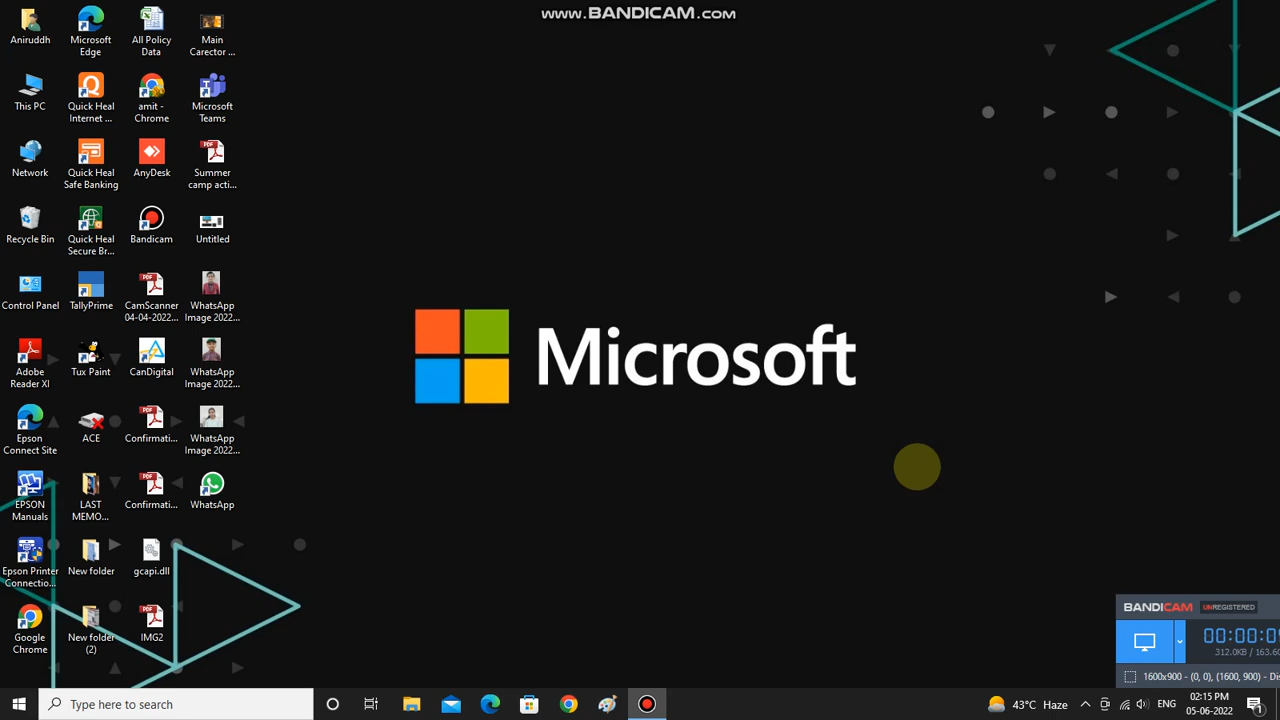 www.BANDICAM.com
Aniruddh
Microsoft
Edge
All Policy
Data
Main
Carector ...
This PC
Quick Heal
Internet ...
amit -
Chrome
Microsoft
Teams
Network
Quick Heal
Safe Banking
AnyDesk
Summer
camp acti...
Recycle Bin
Quick Heal
Secure Br...
Bandicam
Untitled
Control Panel
TallyPrime
CamScanner
04-04-2022...
WhatsApp
Image 2022...
Adobe
Reader XI
Tux Paint
CanDigital
WhatsApp
Image 2022...
Epson
Connect Site
ACE
Confirmati...
WhatsApp
Image 2022...
EPSON
Manuals
LAST
MEMO...
Confirmati...
WhatsApp
Epson Printer
Connectio...
New folder
gcapi.dll
Google
Chrome
New folder
(2)
IMG2
Microsoft
BANDICAM UNREGISTERED
00:00:0
312.0KB / 163.6
1600x900 - (0, 0), (1600, 900) - Dis
Type here to search
43°C Haze
ENG
02:15 PM
05-06-2022
1